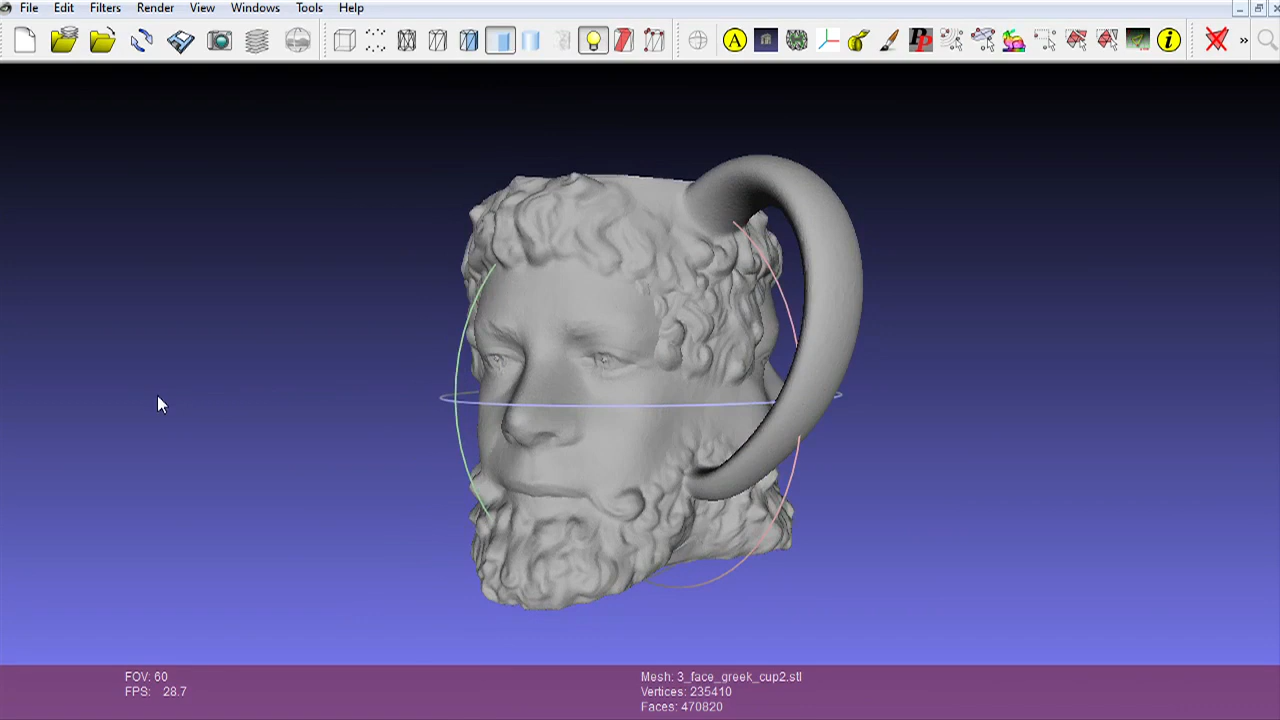 File Edit Filters Render View Windows Tools Help
A PP i »
FOV: 60
FPS: 28.7
Mesh: 3_face_greek_cup2.stl
Vertices: 235410
Faces: 470820